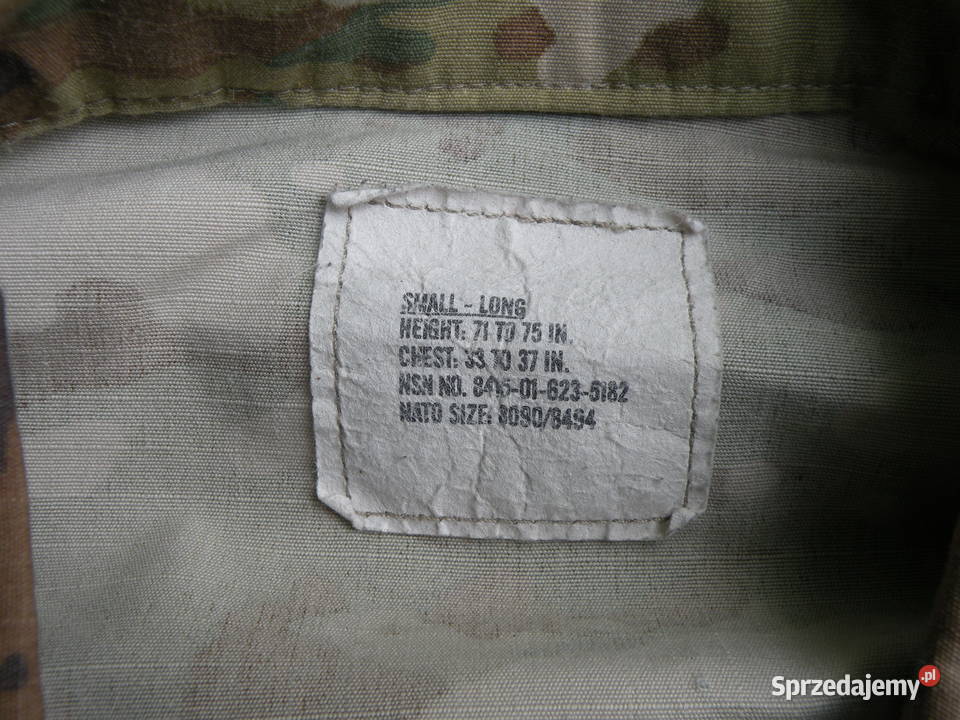 SMALL - LONG
HEIGHT: 71 TO 75 IN.
CHEST: 33 TO 37 IN.
NSN NO. 8415-01-623-5182
NATO SIZE: 8090/8494
Sprzedajemy.pl